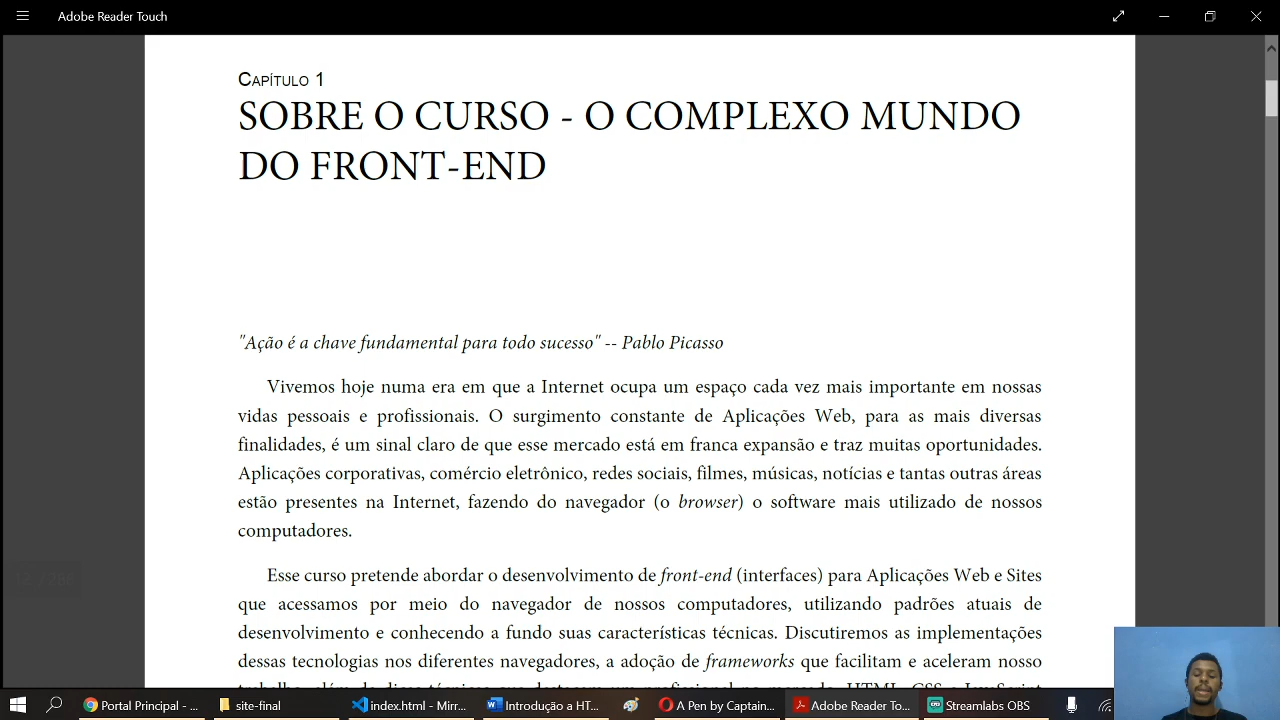 Adobe Reader Touch
CAPÍTULO 1
SOBRE O CURSO - O COMPLEXO MUNDO
DO FRONT-END
"Ação é a chave fundamental para todo sucesso" -- Pablo Picasso
Vivemos hoje numa era em que a Internet ocupa um espaço cada vez mais importante em nossas
vidas pessoais e profissionais. O surgimento constante de Aplicações Web, para as mais diversas
finalidades, é um sinal claro de que esse mercado está em franca expansão e traz muitas oportunidades.
Aplicações corporativas, comércio eletrônico, redes sociais, filmes, músicas, notícias e tantas outras áreas
estão presentes na Internet, fazendo do navegador (o browser) o software mais utilizado de nossos
computadores.
12 / 286
Esse curso pretende abordar o desenvolvimento de front-end (interfaces) para Aplicações Web e Sites
que acessamos por meio do navegador de nossos computadores, utilizando padrões atuais de
desenvolvimento e conhecendo a fundo suas características técnicas. Discutiremos as implementações
dessas tecnologias nos diferentes navegadores, a adoção de frameworks que facilitam e aceleram nosso
Portal Principal - ...
site-final
index.html - Mirr...
Introdução a HT...
A Pen by Captain...
Adobe Reader To...
Streamlabs OBS